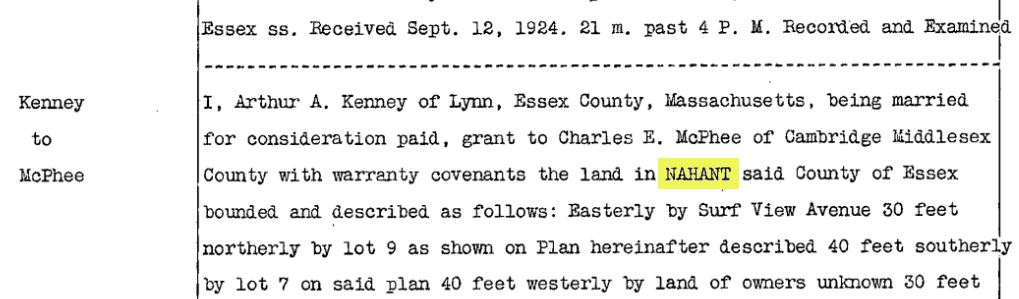 Essex ss. Received Sept. 12, 1924. 21 m. past 4 P. M. Recorded and Examined
Kenney
to
McPhee
I, Arthur A. Kenney of Lynn, Essex County, Massachusetts, being married
for consideration paid, grant to Charles E. McPhee of Cambridge Middlesex
County with warranty covenants the land in NAHANT said County of Essex
bounded and described as follows: Easterly by Surf View Avenue 30 feet
northerly by lot 9 as shown on Plan hereinafter described 40 feet southerly
by lot 7 on said plan 40 feet westerly by land of owners unknown 30 feet